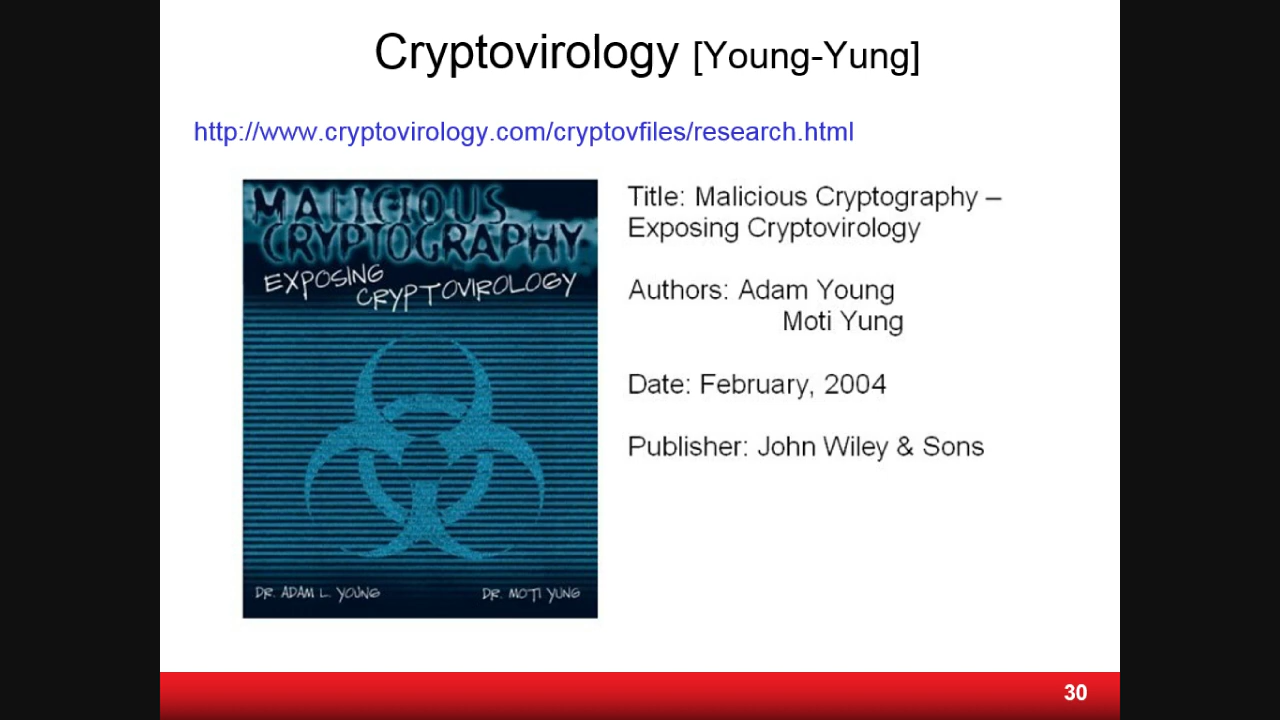 Cryptovirology [Young-Yung]
http://www.cryptovirology.com/cryptovfiles/research.html
MALICIOUS
CRYPTOGRAPHY
EXPOSING
CRYPTOVIROLOGY
DR. ADAM L. YOUNG
DR. MOTI YUNG
Title: Malicious Cryptography –
Exposing Cryptovirology
Authors: Adam Young
Moti Yung
Date: February, 2004
Publisher: John Wiley & Sons
30